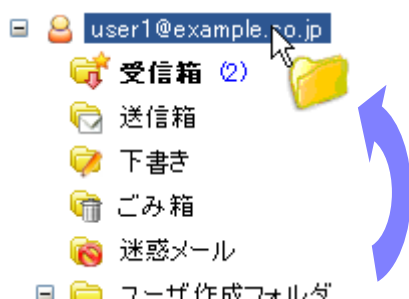 user1@example.co.jp
受信箱 (2)
送信箱
下書き
ごみ箱
迷惑メール
ユーザ作成フォルダ